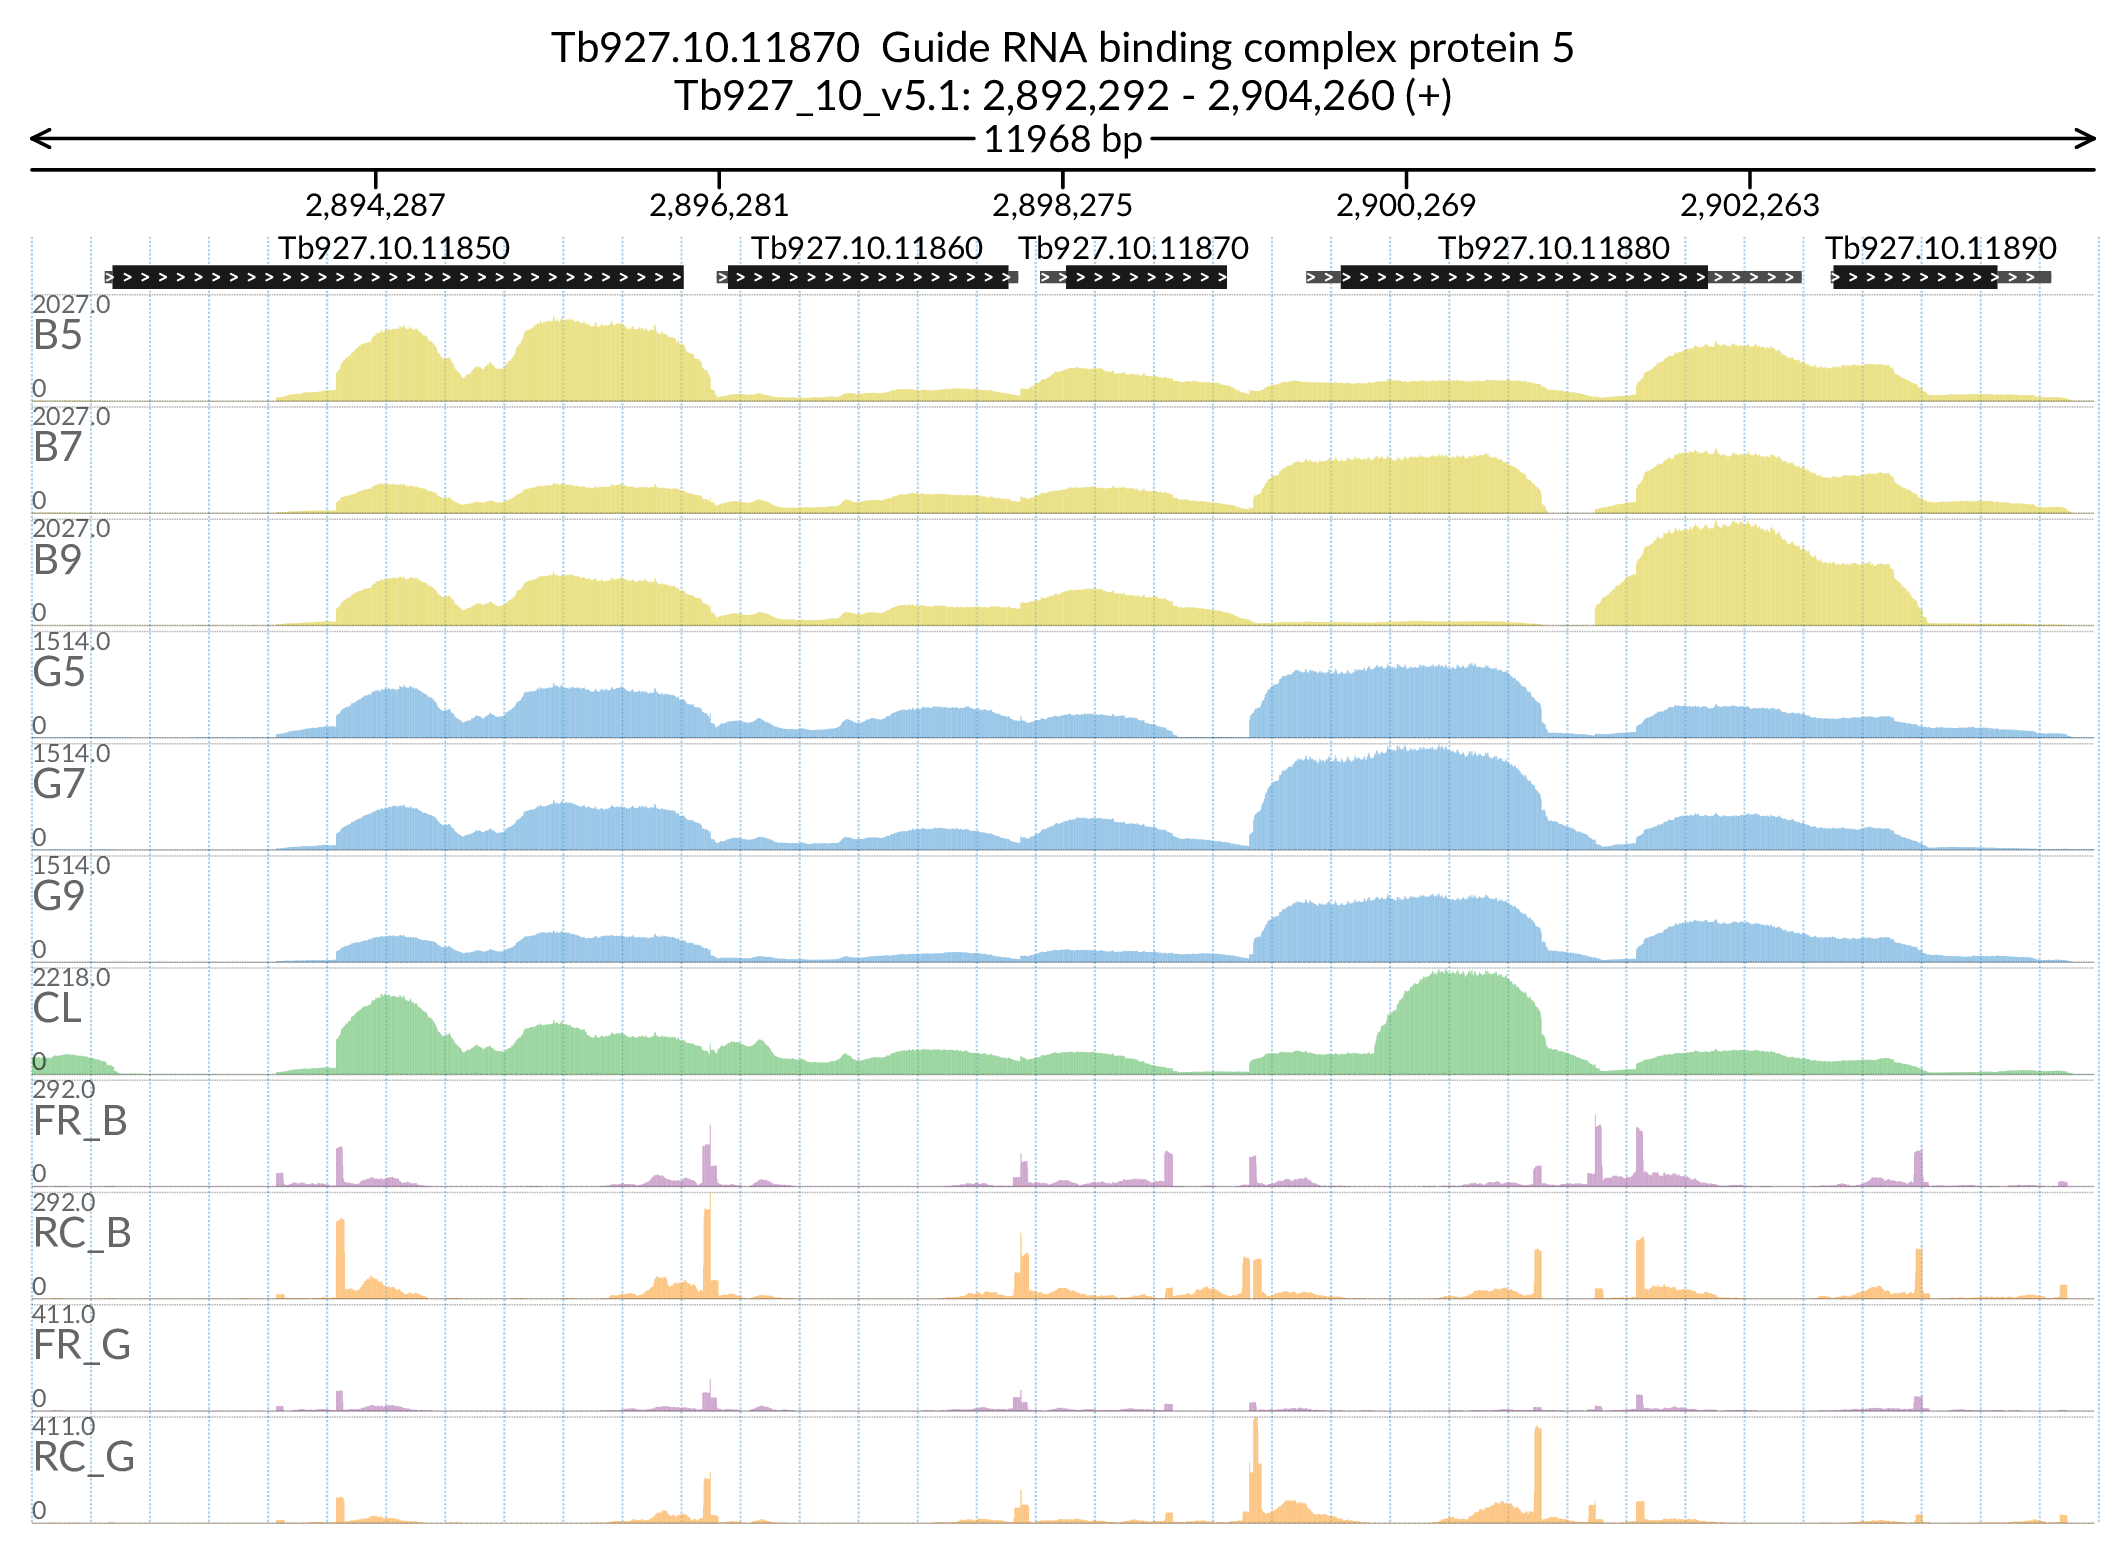 Tb927.10.11870  Guide RNA binding complex protein 5
Tb927_10_v5.1: 2,892,292 - 2,904,260 (+)
11968 bp
2,894,287 2,896,281 2,898,275 2,900,269 2,902,263
Tb927.10.11850 Tb927.10.11860 Tb927.10.11870 Tb927.10.11880 Tb927.10.11890
2027.0
B5
0
2027.0
B7
0
2027.0
B9
0
1514.0
G5
0
1514.0
G7
0
1514.0
G9
0
2218.0
CL
0
292.0
FR_B
0
292.0
RC_B
0
411.0
FR_G
0
411.0
RC_G
0